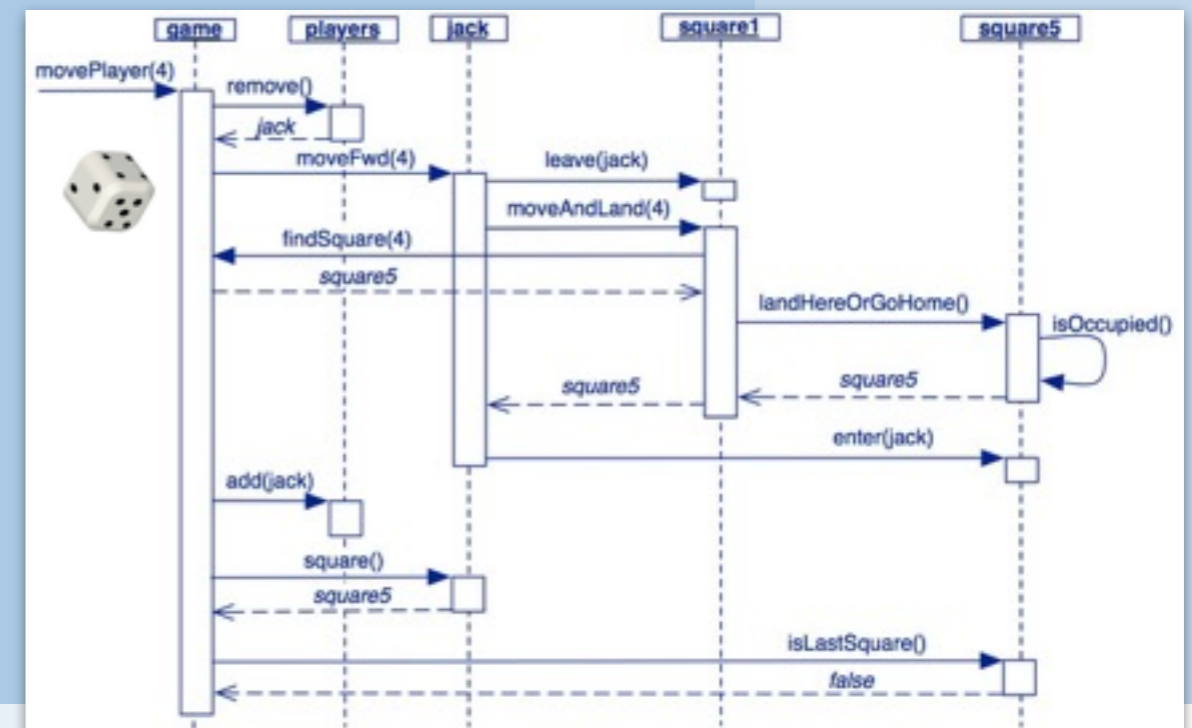 game players jack square1 square5
movePlayer(4)
remove()
jack
moveFwd(4) leave(jack)
moveAndLand(4)
findSquare(4)
square5
landHereOrGoHome()
isOccupied()
square5 square5
enter(jack)
add(jack)
square()
square5
isLastSquare()
false